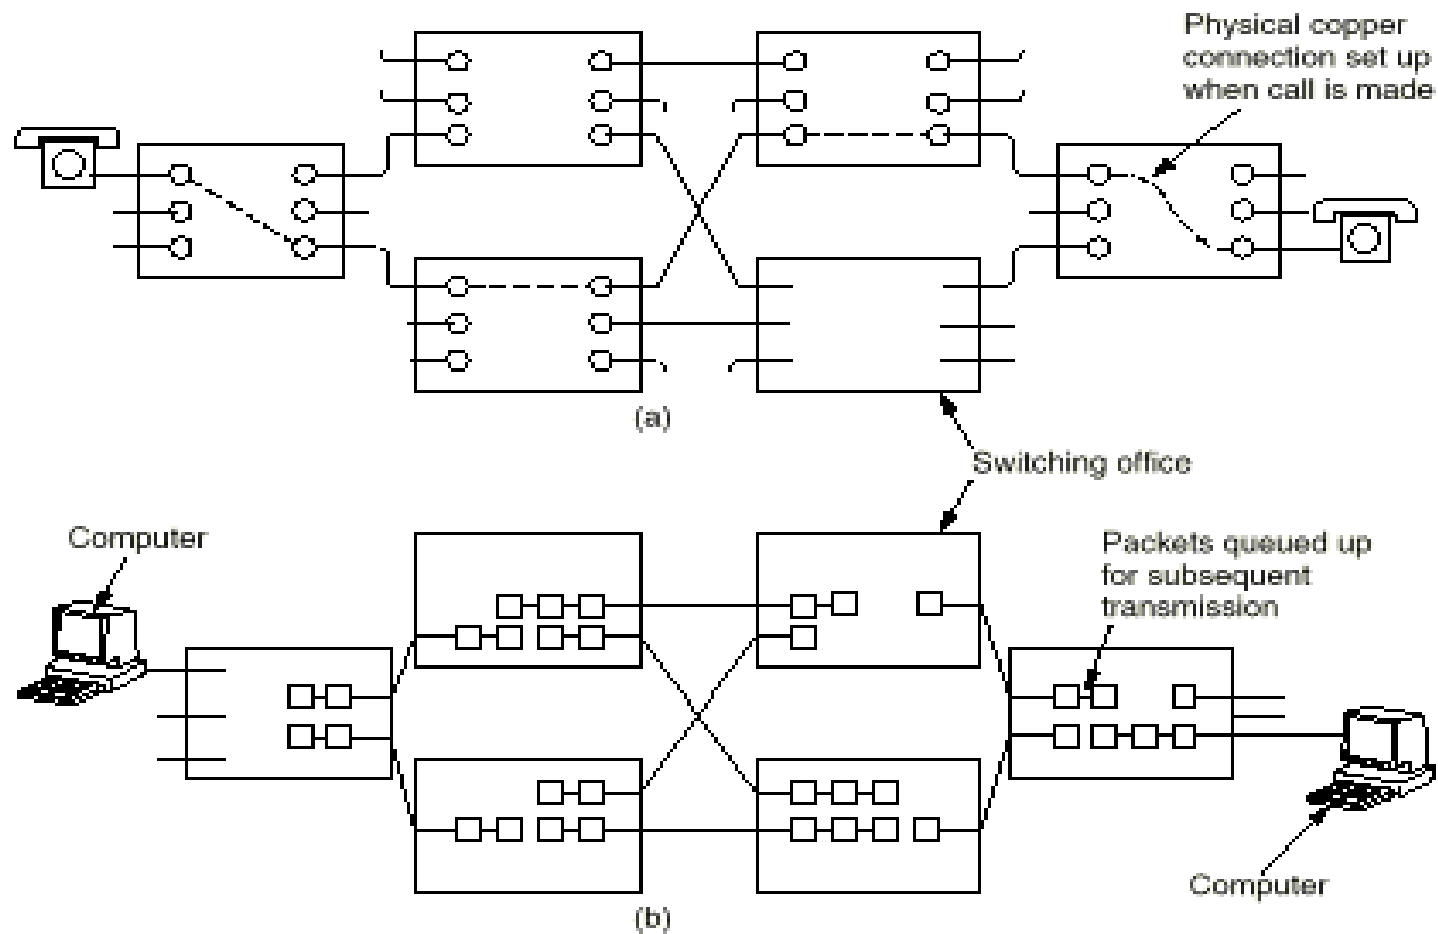 Physical copper
connection set up
when call is made
(a)
Switching office
Computer
Packets queued up
for subsequent
transmission
Computer
(b)